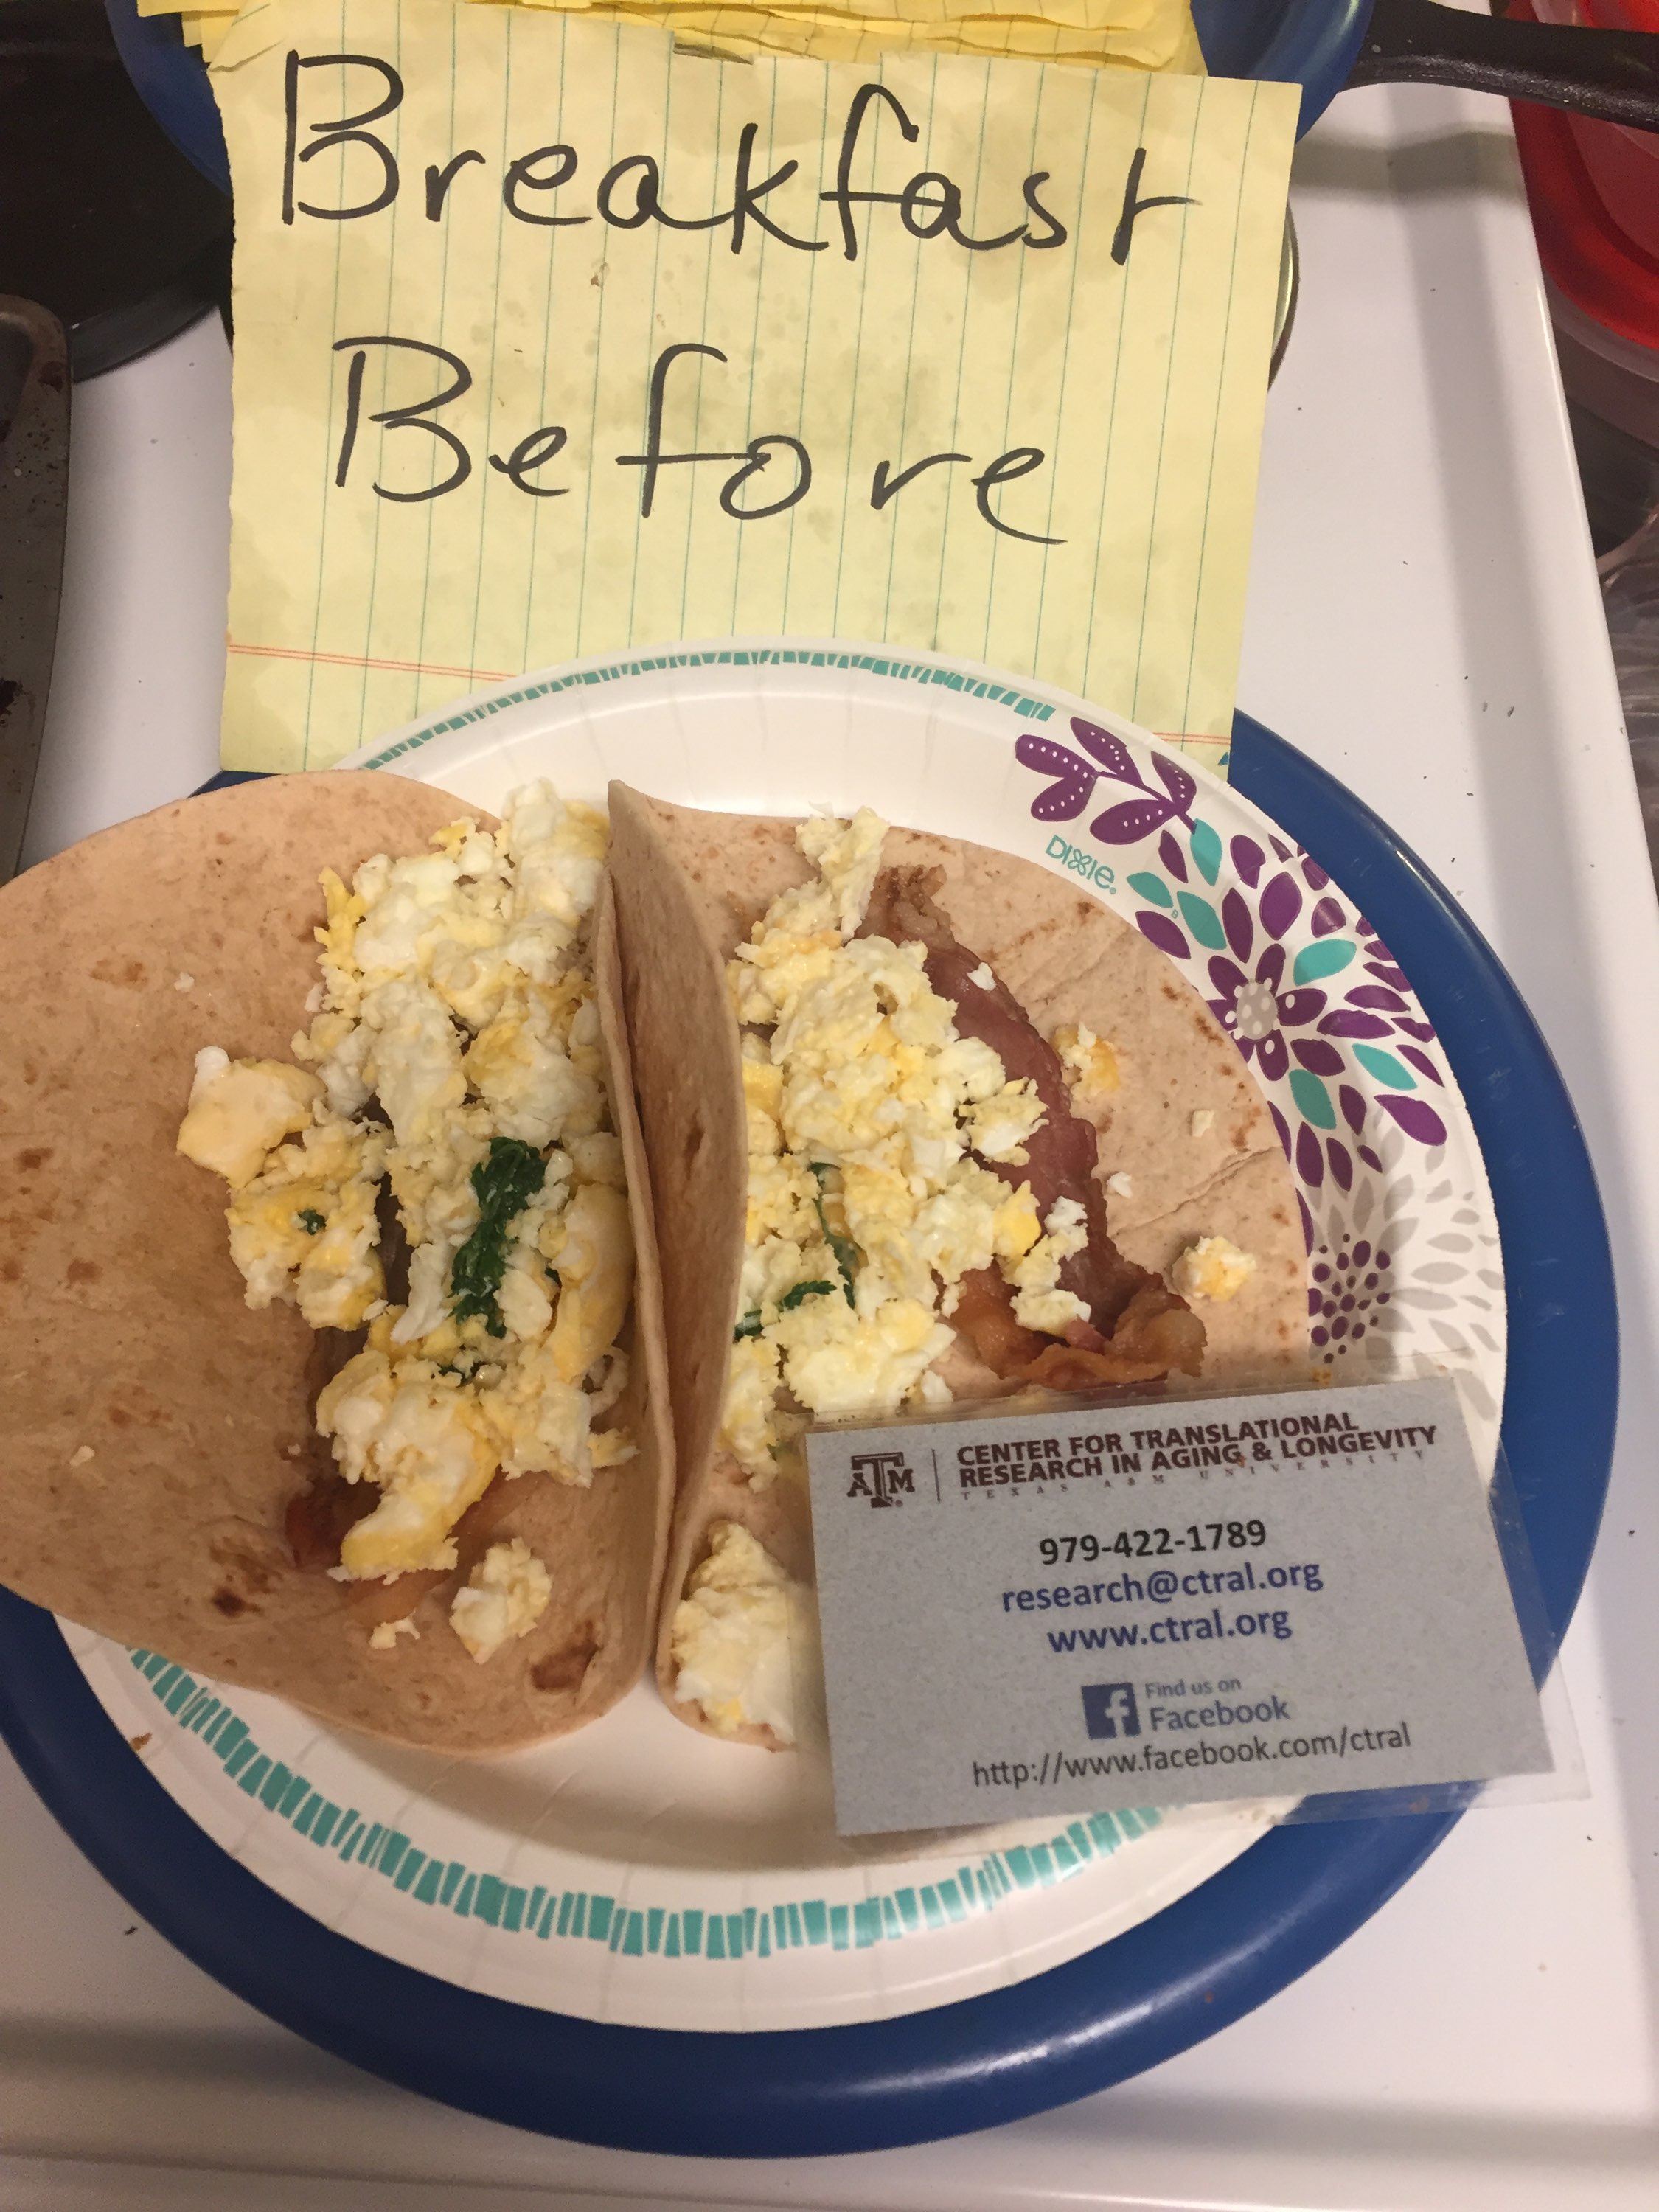 Breakfast
Before
DIXIE
ATM
CENTER FOR TRANSLATIONAL
RESEARCH IN AGING & LONGEVITY
TEXAS A&M UNIVERSITY
979-422-1789
research@ctral.org
www.ctral.org
f
Find us on
Facebook
http://www.facebook.com/ctral